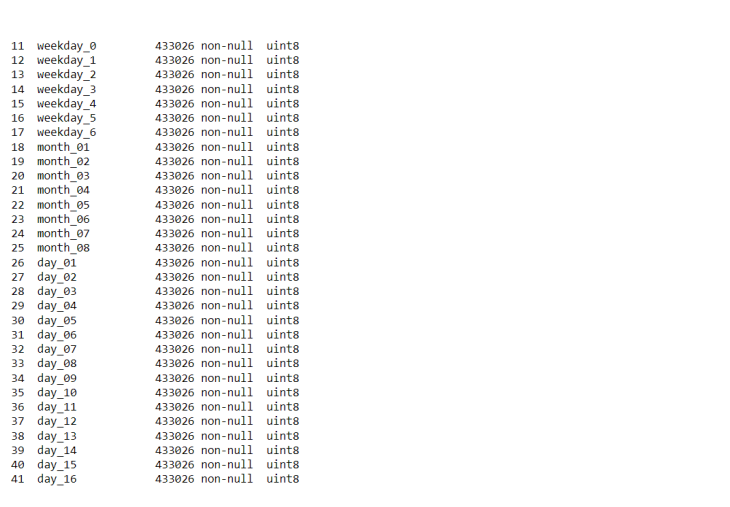 11 weekday_0 433026 non-null uint8
12 weekday_1 433026 non-null uint8
13 weekday_2 433026 non-null uint8
14 weekday_3 433026 non-null uint8
15 weekday_4 433026 non-null uint8
16 weekday_5 433026 non-null uint8
17 weekday_6 433026 non-null uint8
18 month_01 433026 non-null uint8
19 month_02 433026 non-null uint8
20 month_03 433026 non-null uint8
21 month_04 433026 non-null uint8
22 month_05 433026 non-null uint8
23 month_06 433026 non-null uint8
24 month_07 433026 non-null uint8
25 month_08 433026 non-null uint8
26 day_01 433026 non-null uint8
27 day_02 433026 non-null uint8
28 day_03 433026 non-null uint8
29 day_04 433026 non-null uint8
30 day_05 433026 non-null uint8
31 day_06 433026 non-null uint8
32 day_07 433026 non-null uint8
33 day_08 433026 non-null uint8
34 day_09 433026 non-null uint8
35 day_10 433026 non-null uint8
36 day_11 433026 non-null uint8
37 day_12 433026 non-null uint8
38 day_13 433026 non-null uint8
39 day_14 433026 non-null uint8
40 day_15 433026 non-null uint8
41 day_16 433026 non-null uint8